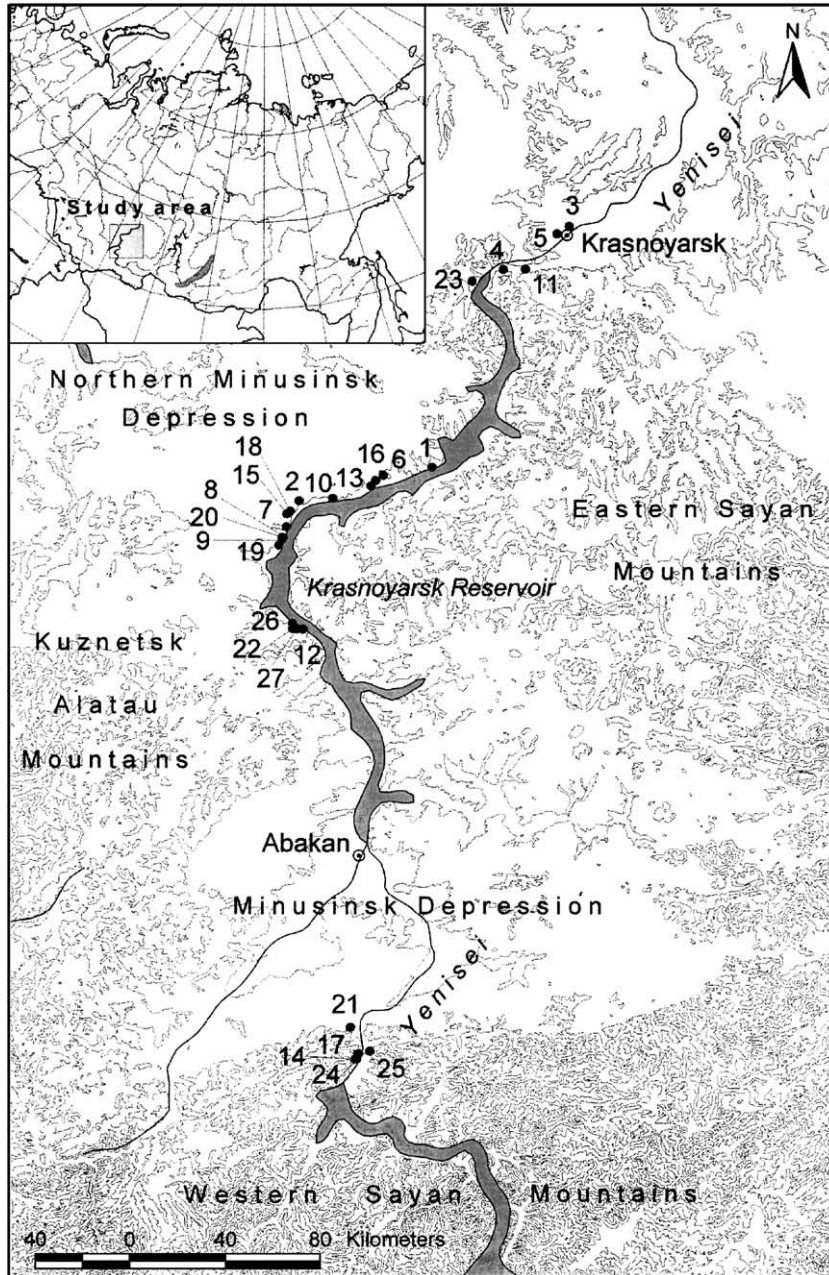 N
Study area
Yenisei
3
5
Krasnoyarsk
4
11
23
Northern Minusinsk
Depression
18
16
6
1
15
2
10
13
8
7
20
9
19
Eastern Sayan
Mountains
Krasnoyarsk Reservoir
26
Kuznetsk
22
12
27
Alatau
Mountains
Abakan
Minusinsk Depression
Yenisei
21
17
14
25
24
Western Sayan Mountains
40 0 40 80 Kilometers